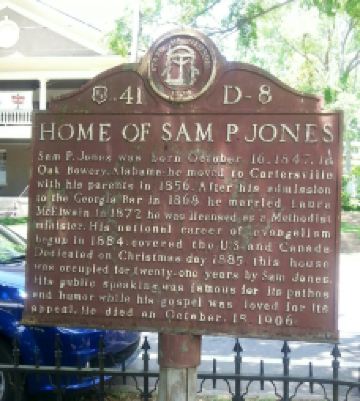 .41 D-8
HOME OF SAM P. JONES
Sam P. Jones was born October 16, 1847, in
Oak Bowery, Alabama he moved to Cartersville
with his parents in 1856. After his admission
to the Georgia Bar in 1868 he married Laura
McElwain. In 1872 he was licensed as a Methodist
minister. His national career of evangelism
begun in 1884, covered the U.S. and Canada
Dedicated on Christmas day 1885 this house
was occupied for twenty-one years by Sam Jones.
His public speaking was famous for its pathos
and humor while his gospel was loved for its
appeal. He died on October 15, 1906.